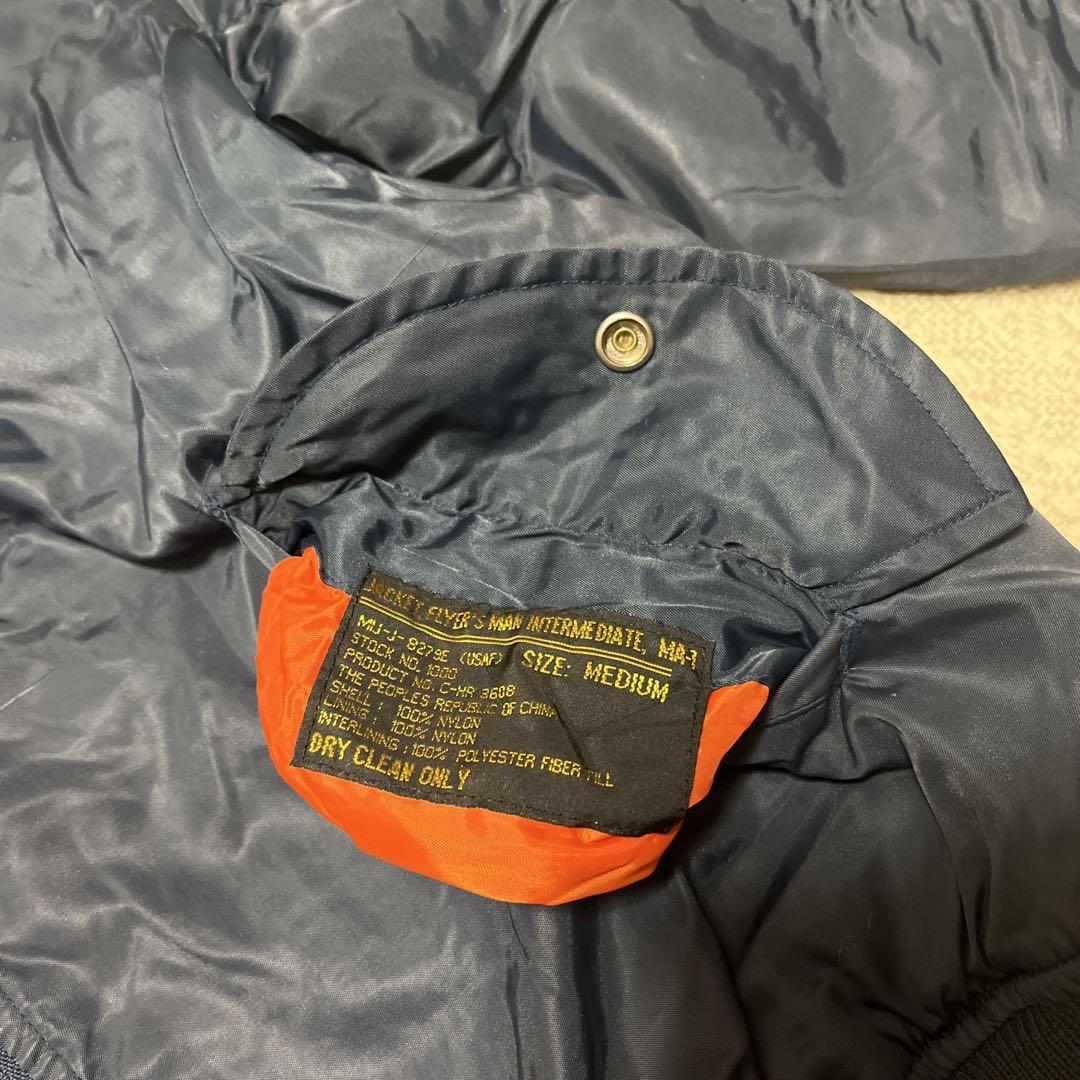 JACKET, FLYER'S MAN INTERMEDIATE, MA-1
MIJ-J-8279E (USAF) SIZE: MEDIUM
STOCK NO. 1000
PRODUCT NO. C-HR 3608
THE PEOPLES REPUBLIC OF CHINA
SHELL : 100% NYLON
LINING : 100% NYLON
INTERLINING : 100% POLYESTER FIBER FILL
DRY CLEAN ONLY